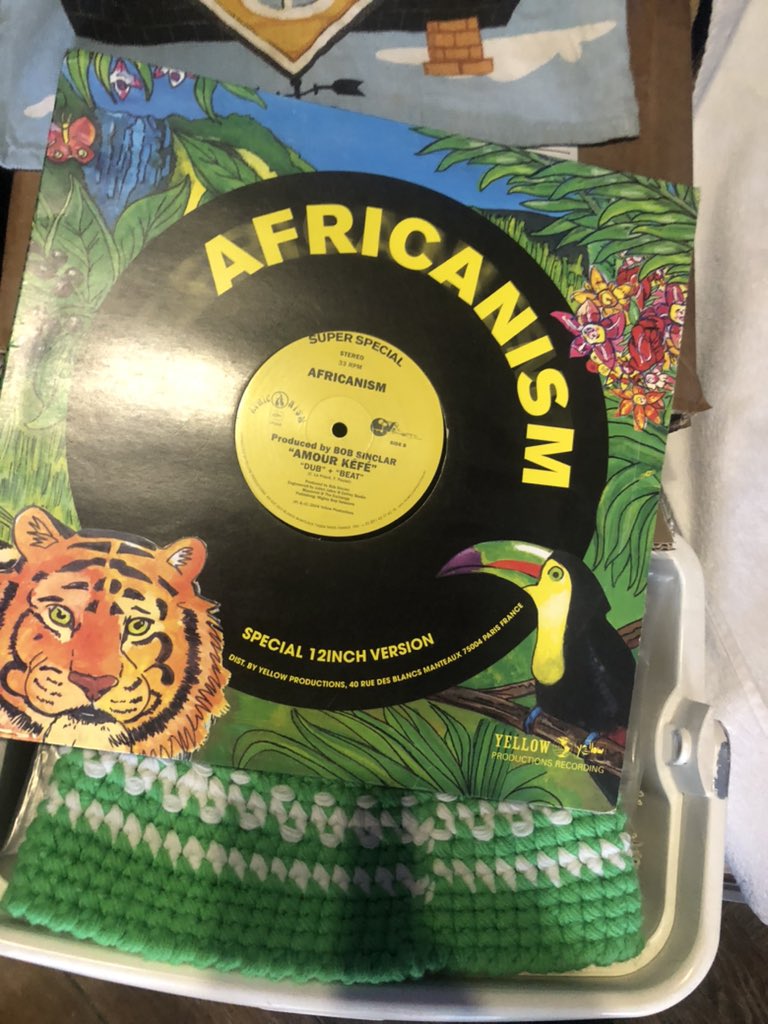 AFRICANISM
SUPER SPECIAL
STEREO
33 RPM
AFRICANISM
SIDE B
Produced by BOB SINCLAR
"AMOUR KÉFÉ"
"DUB" + "BEAT"
SPECIAL 12INCH VERSION
DIST. BY YELLOW PRODUCTIONS, 40 RUE DES BLANCS MANTEAUX 75004 PARIS FRANCE
YELLOW
PRODUCTIONS RECORDING